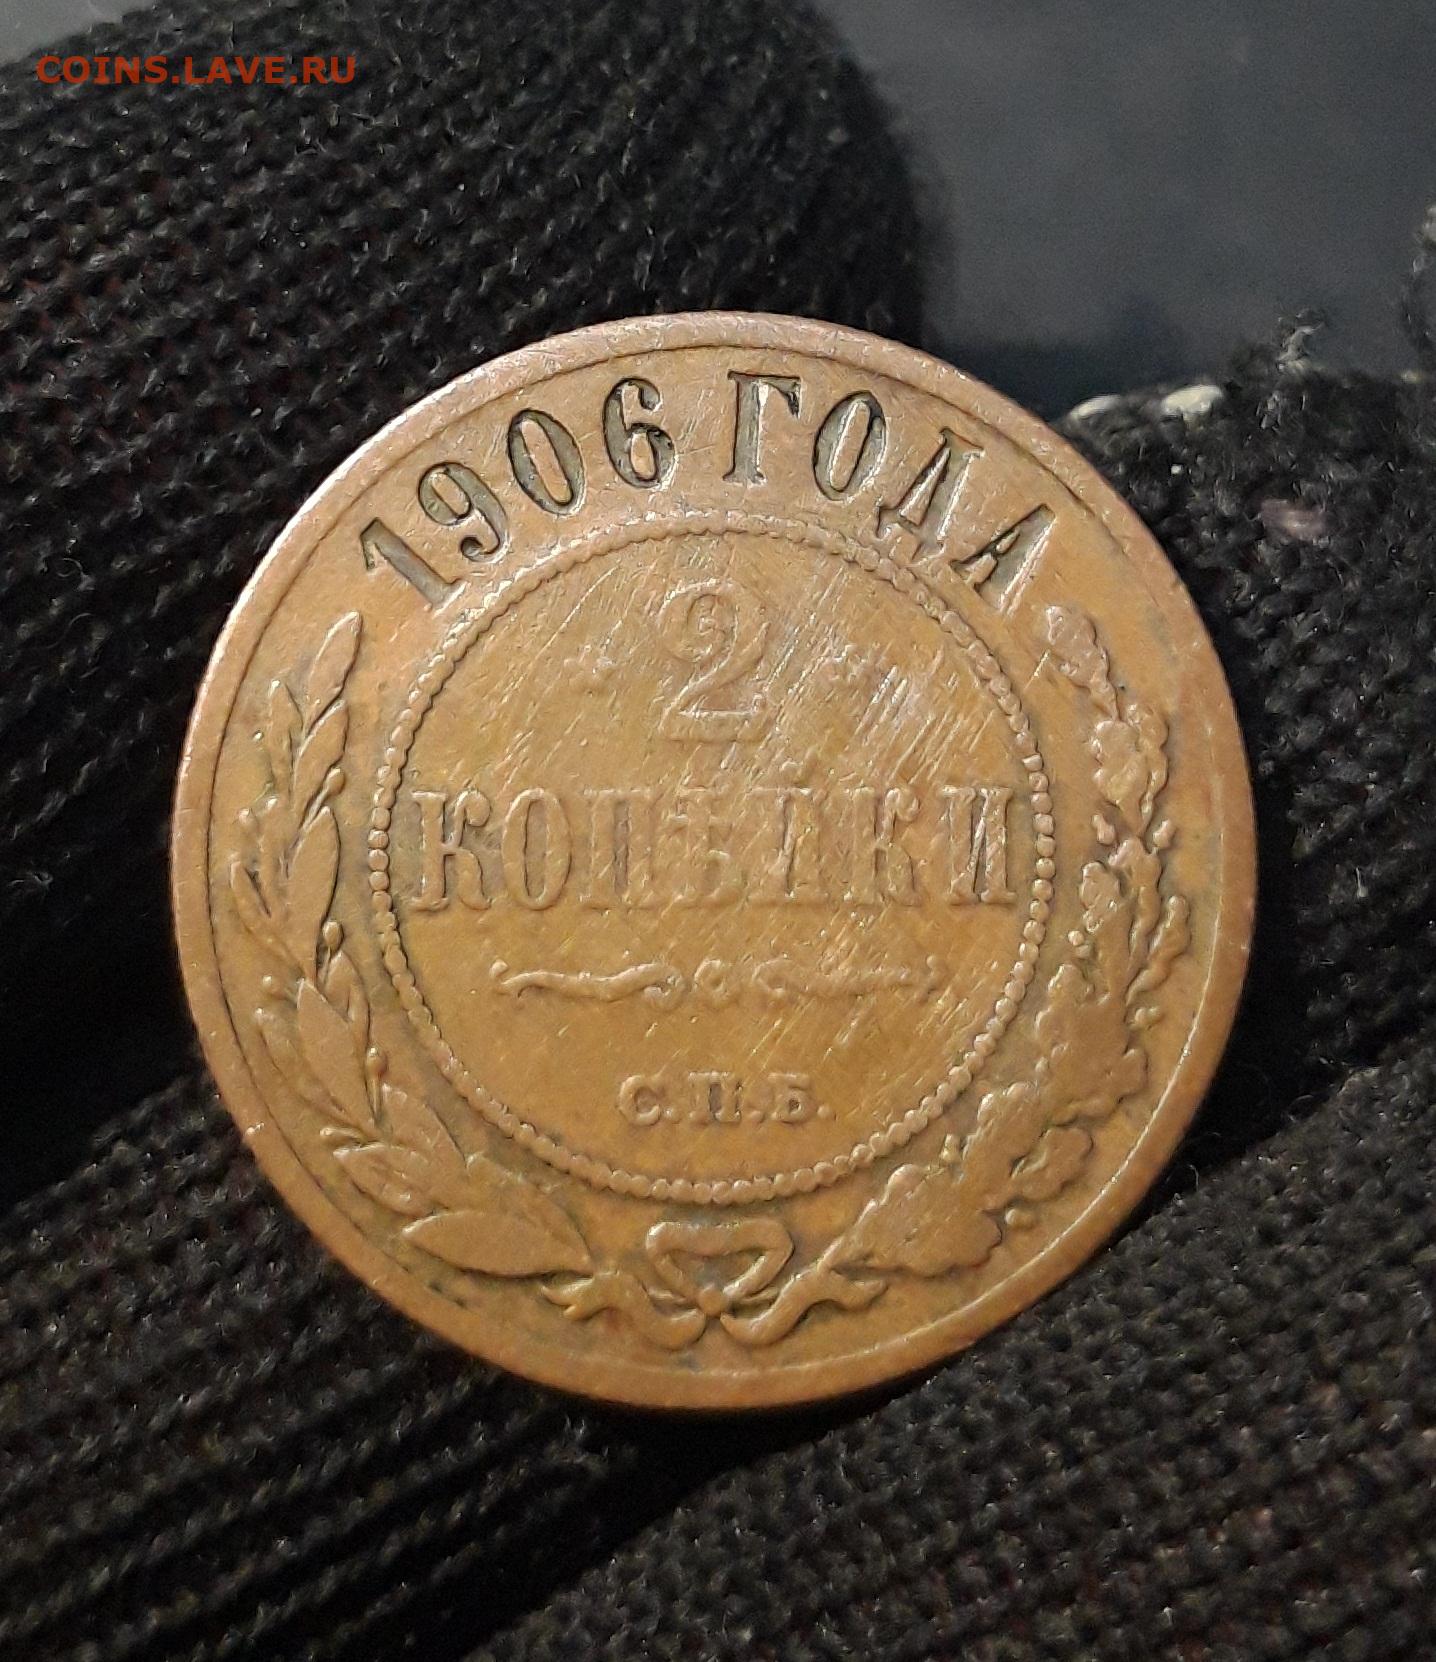 COINS.LAVE.RU
1906 ГОДА
2
КОПѢЙКИ
С.П.Б.